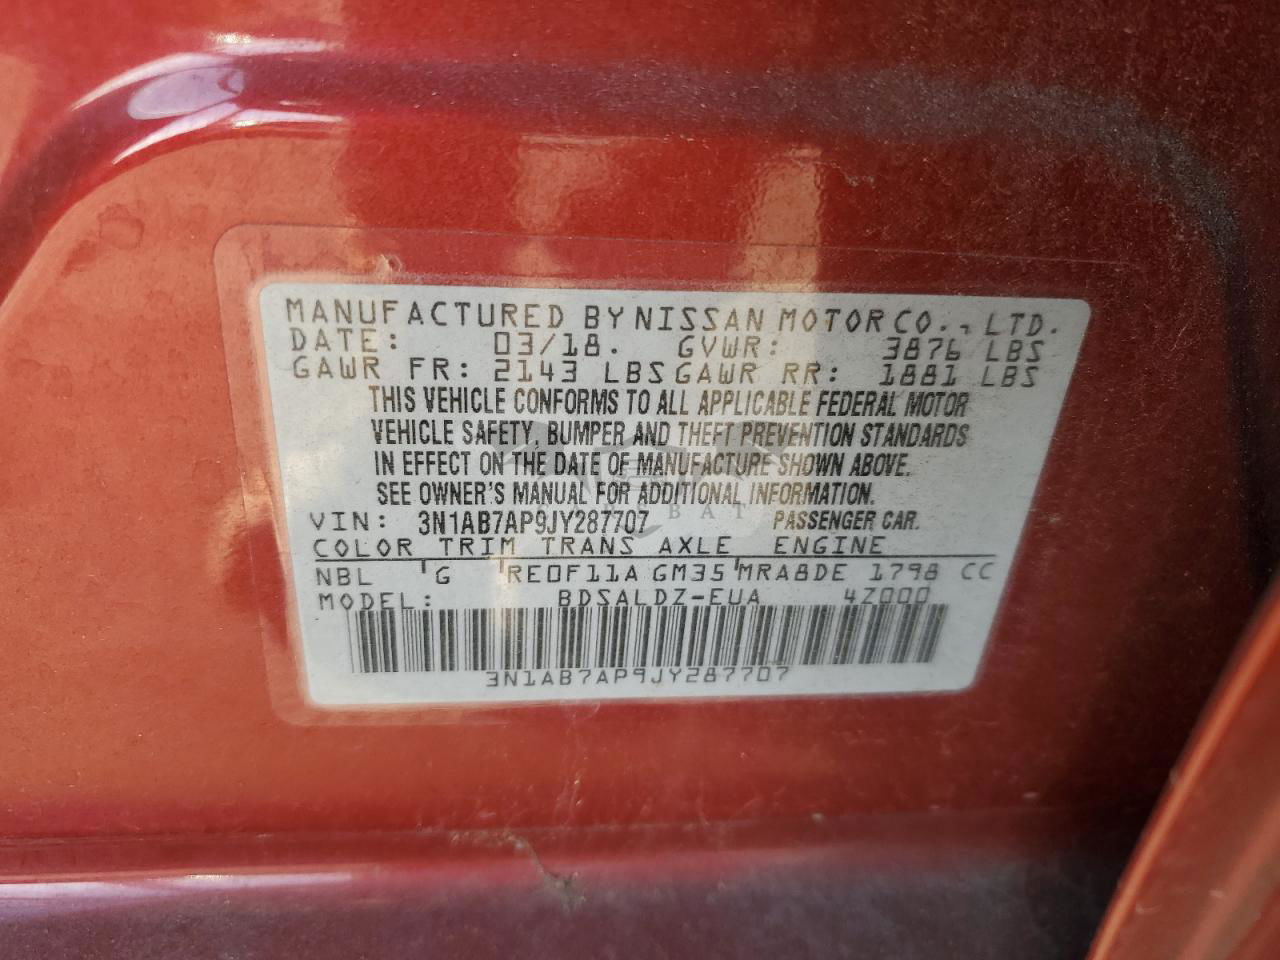 MANUFACTURED BY NISSAN MOTOR CO., LTD.
DATE: 03/18. GVWR: 3876 LBS
GAWR FR: 2143 LBS GAWR RR: 1881 LBS
THIS VEHICLE CONFORMS TO ALL APPLICABLE FEDERAL MOTOR
VEHICLE SAFETY, BUMPER AND THEFT PREVENTION STANDARDS
IN EFFECT ON THE DATE OF MANUFACTURE SHOWN ABOVE.
SEE OWNER'S MANUAL FOR ADDITIONAL INFORMATION.
VIN: 3N1AB7AP9JY287707 PASSENGER CAR.
COLOR TRIM TRANS AXLE ENGINE
NBL 'G 'RE0F11A GM35'MRA8DE 1798 CC
MODEL: BDSALDZ-EUA 4Z000
3N1AB7AP9JY287707